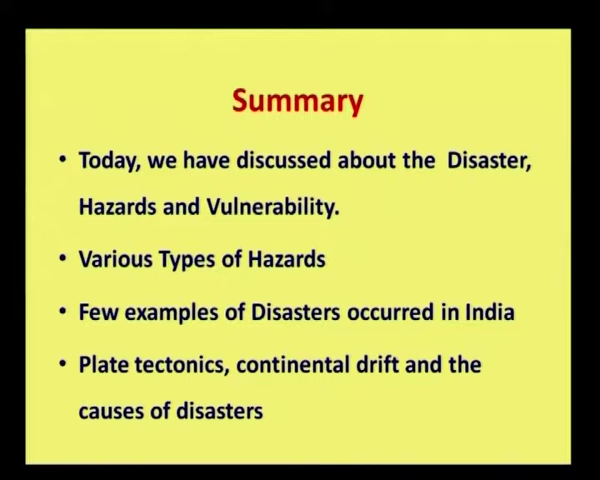 Summary
• Today, we have discussed about the Disaster,
Hazards and Vulnerability.
• Various Types of Hazards
• Few examples of Disasters occurred in India
• Plate tectonics, continental drift and the
causes of disasters